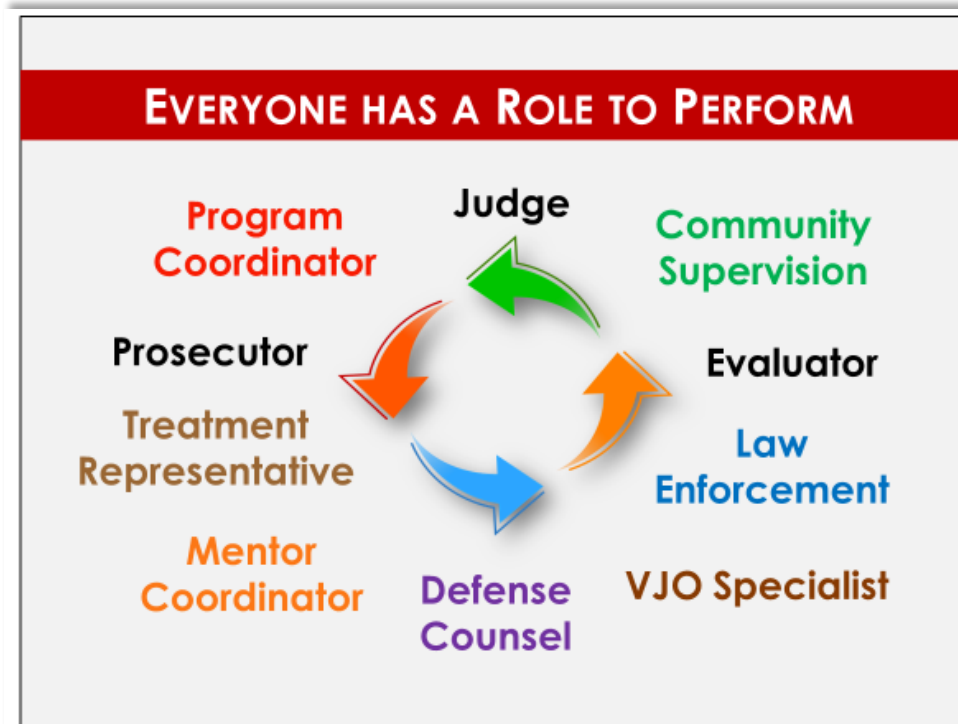 EVERYONE HAS A ROLE TO PERFORM
Judge
Program
Coordinator
Community
Supervision
Prosecutor
Evaluator
Treatment
Representative
Law
Enforcement
Mentor
Coordinator
Defense
Counsel
VJO Specialist